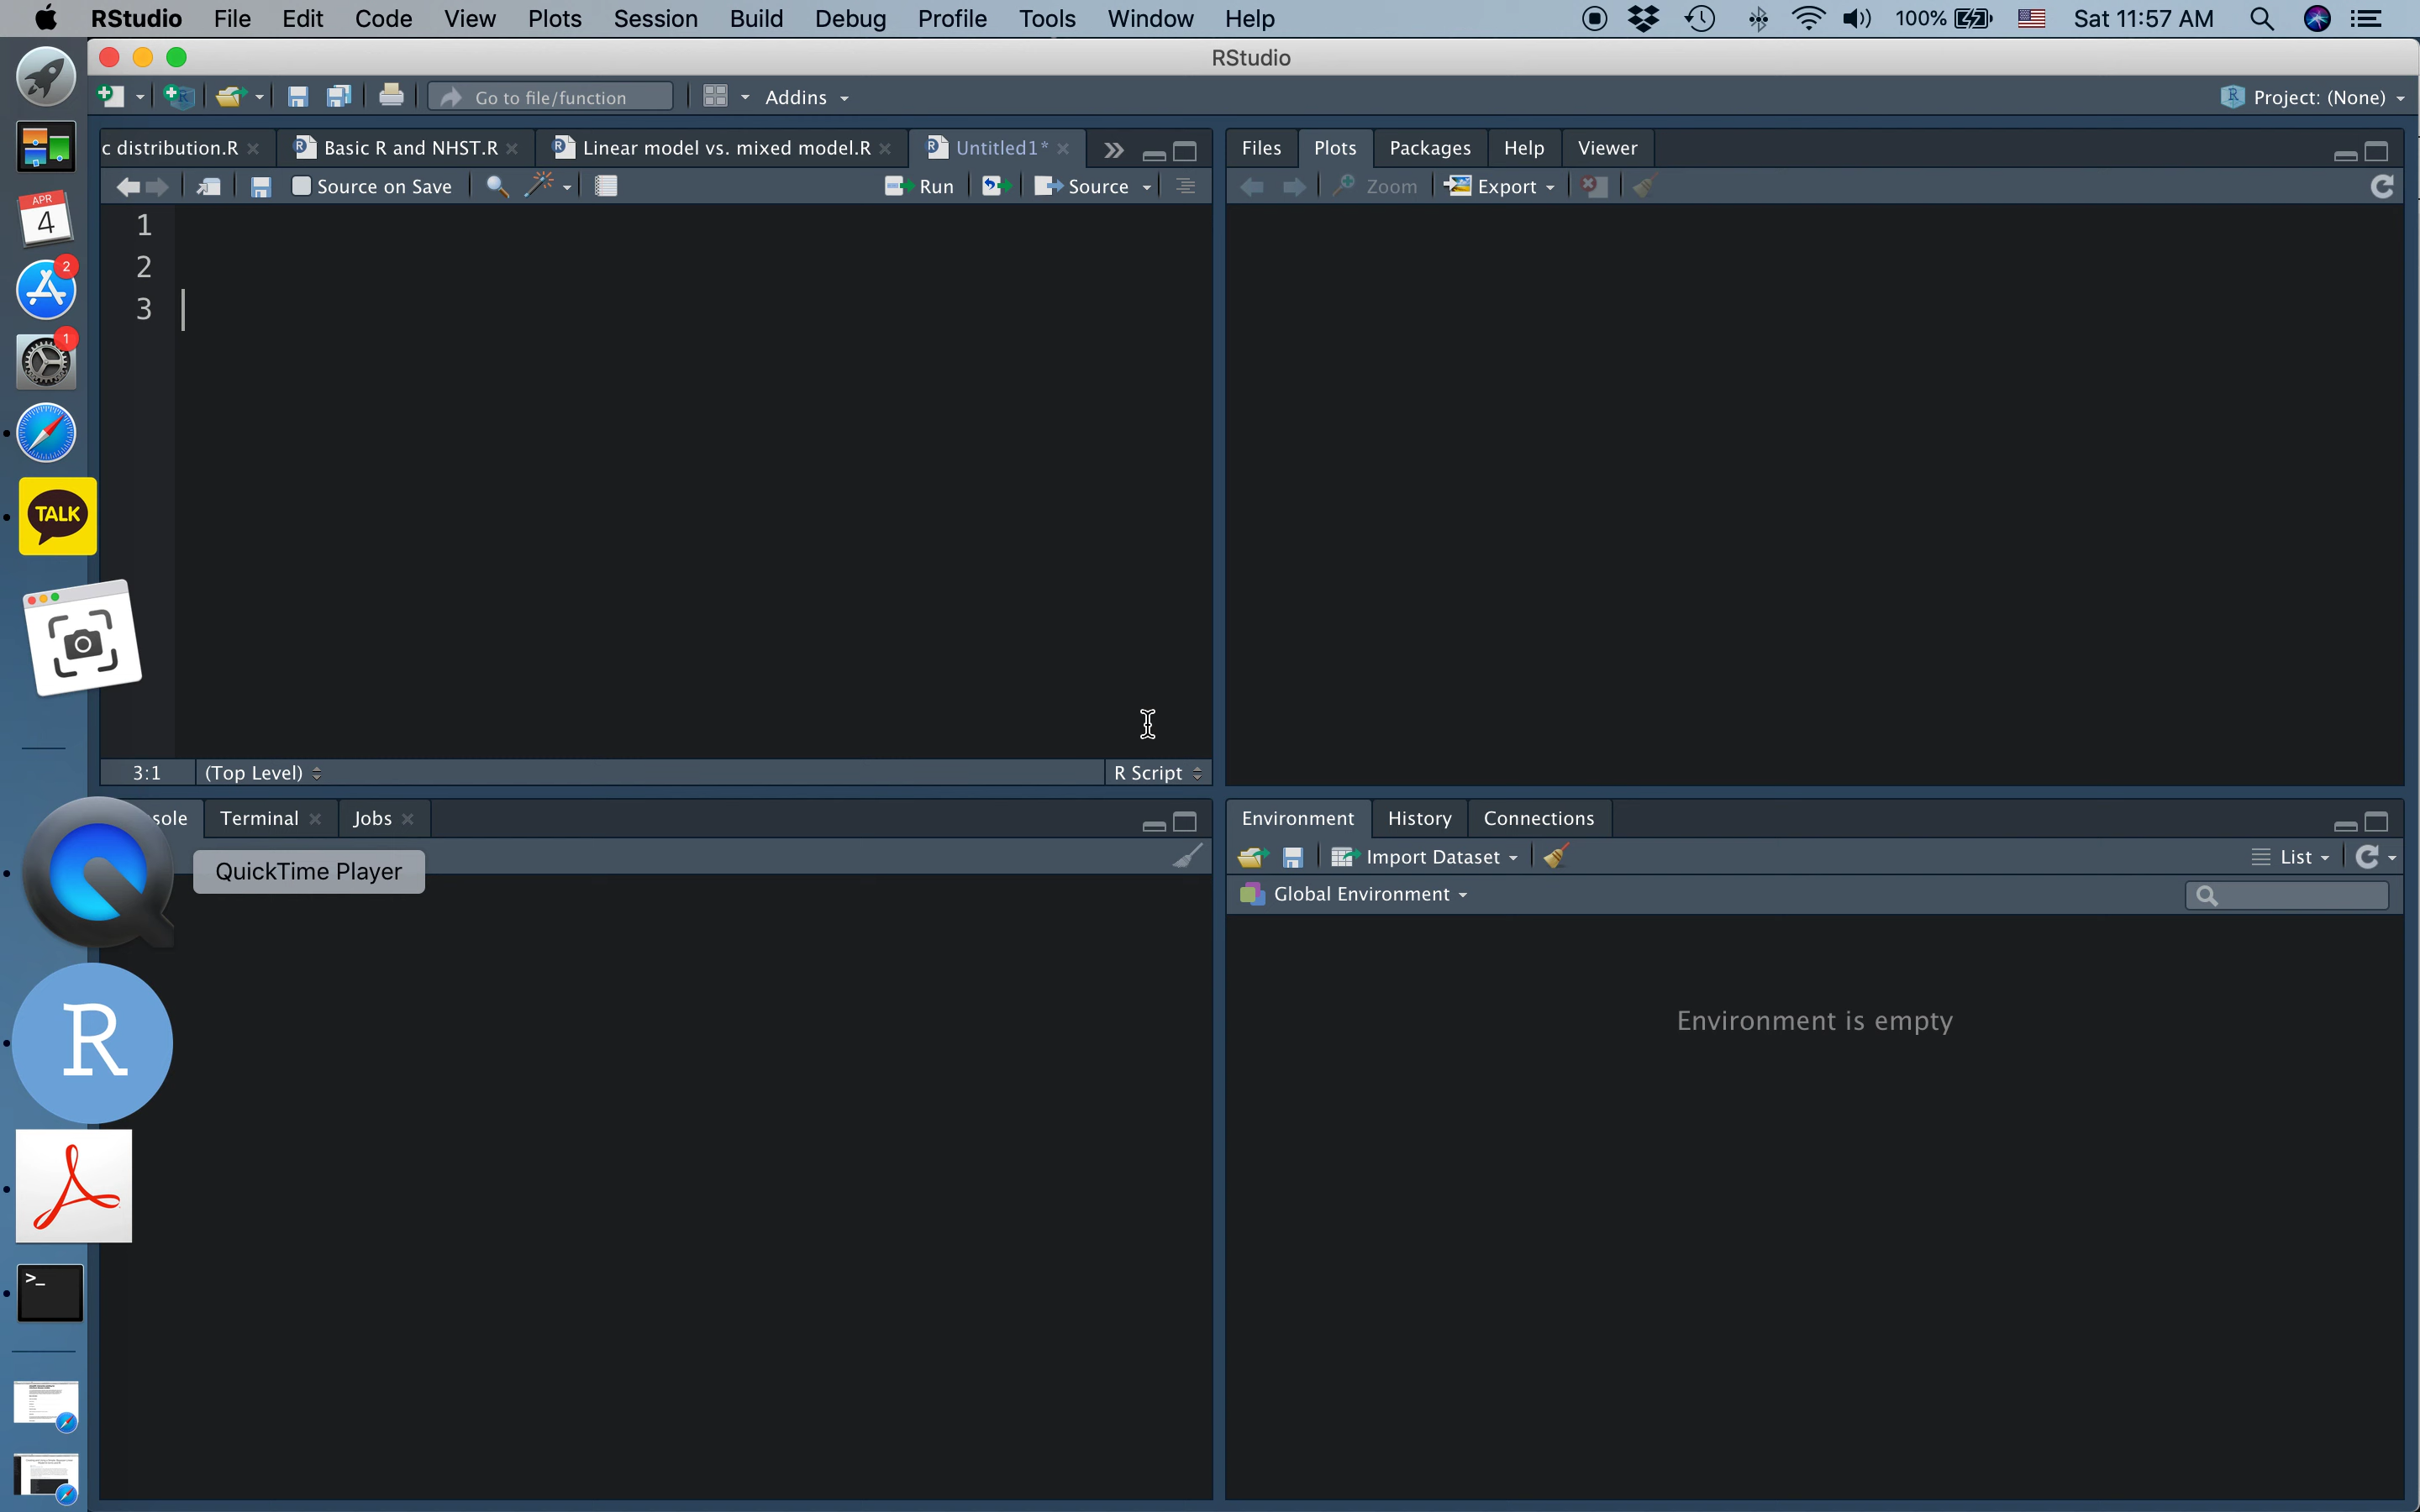 RStudio File Edit Code View Plots Session Build Debug Profile Tools Window Help 100% Sat 11:57 AM
RStudio
Go to file/function Addins Project: (None)
c distribution.R Basic R and NHST.R Linear model vs. mixed model.R Untitled1*
Source on Save Run Source
1
2
3
3:1 (Top Level) R Script
Files Plots Packages Help Viewer
Zoom Export
sole Terminal Jobs
Environment History Connections
Import Dataset List
Global Environment
Environment is empty
APR
4
2
1
TALK
QuickTime Player
R
>_